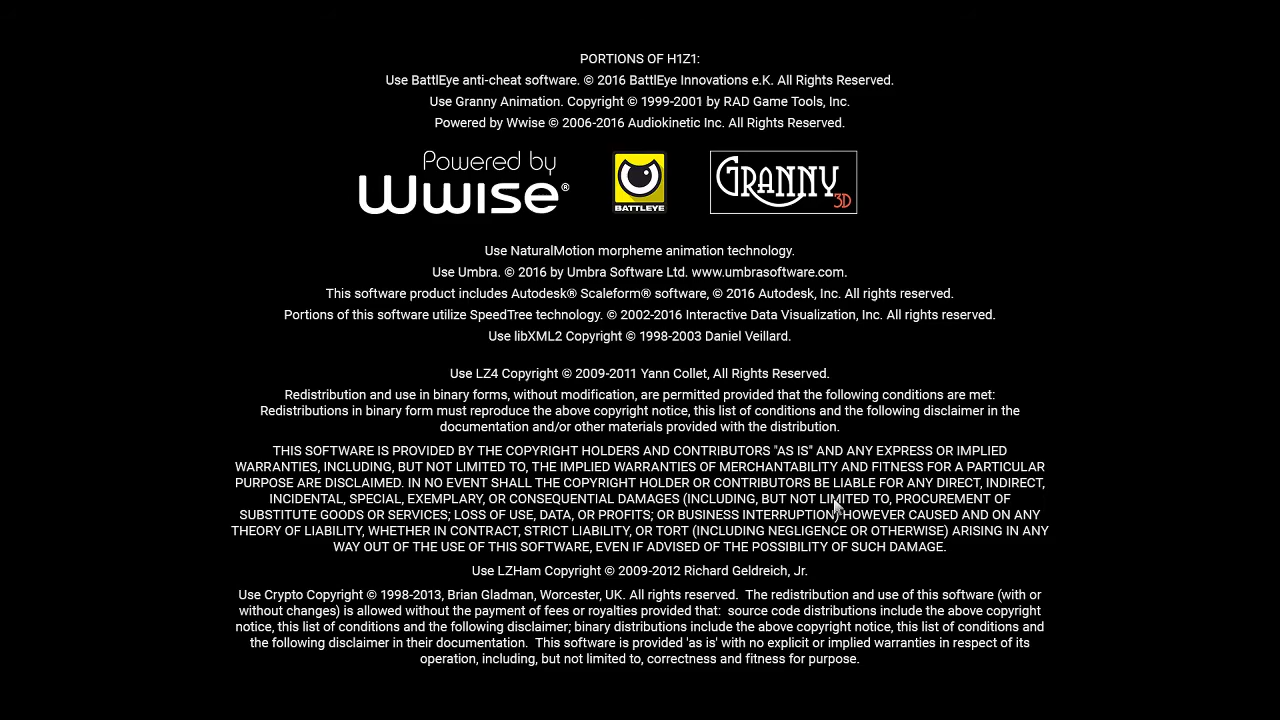 PORTIONS OF H1Z1:
Use BattlEye anti-cheat software. © 2016 BattlEye Innovations e.K. All Rights Reserved.
Use Granny Animation. Copyright © 1999-2001 by RAD Game Tools, Inc.
Powered by Wwise © 2006-2016 Audiokinetic Inc. All Rights Reserved.
Powered by
Wwise®
BATTLEYE
GRANNY
3D
Use NaturalMotion morpheme animation technology.
Use Umbra. © 2016 by Umbra Software Ltd. www.umbrasoftware.com.
This software product includes Autodesk® Scaleform® software, © 2016 Autodesk, Inc. All rights reserved.
Portions of this software utilize SpeedTree technology. © 2002-2016 Interactive Data Visualization, Inc. All rights reserved.
Use libXML2 Copyright © 1998-2003 Daniel Veillard.
Use LZ4 Copyright © 2009-2011 Yann Collet, All Rights Reserved.
Redistribution and use in binary forms, without modification, are permitted provided that the following conditions are met:
Redistributions in binary form must reproduce the above copyright notice, this list of conditions and the following disclaimer in the
documentation and/or other materials provided with the distribution.
THIS SOFTWARE IS PROVIDED BY THE COPYRIGHT HOLDERS AND CONTRIBUTORS "AS IS" AND ANY EXPRESS OR IMPLIED
WARRANTIES, INCLUDING, BUT NOT LIMITED TO, THE IMPLIED WARRANTIES OF MERCHANTABILITY AND FITNESS FOR A PARTICULAR
PURPOSE ARE DISCLAIMED. IN NO EVENT SHALL THE COPYRIGHT HOLDER OR CONTRIBUTORS BE LIABLE FOR ANY DIRECT, INDIRECT,
INCIDENTAL, SPECIAL, EXEMPLARY, OR CONSEQUENTIAL DAMAGES (INCLUDING, BUT NOT LIMITED TO, PROCUREMENT OF
SUBSTITUTE GOODS OR SERVICES; LOSS OF USE, DATA, OR PROFITS; OR BUSINESS INTERRUPTION) HOWEVER CAUSED AND ON ANY
THEORY OF LIABILITY, WHETHER IN CONTRACT, STRICT LIABILITY, OR TORT (INCLUDING NEGLIGENCE OR OTHERWISE) ARISING IN ANY
WAY OUT OF THE USE OF THIS SOFTWARE, EVEN IF ADVISED OF THE POSSIBILITY OF SUCH DAMAGE.
Use LZHam Copyright © 2009-2012 Richard Geldreich, Jr.
Use Crypto Copyright © 1998-2013, Brian Gladman, Worcester, UK. All rights reserved.  The redistribution and use of this software (with or
without changes) is allowed without the payment of fees or royalties provided that:  source code distributions include the above copyright
notice, this list of conditions and the following disclaimer; binary distributions include the above copyright notice, this list of conditions and
the following disclaimer in their documentation.  This software is provided 'as is' with no explicit or implied warranties in respect of its
operation, including, but not limited to, correctness and fitness for purpose.